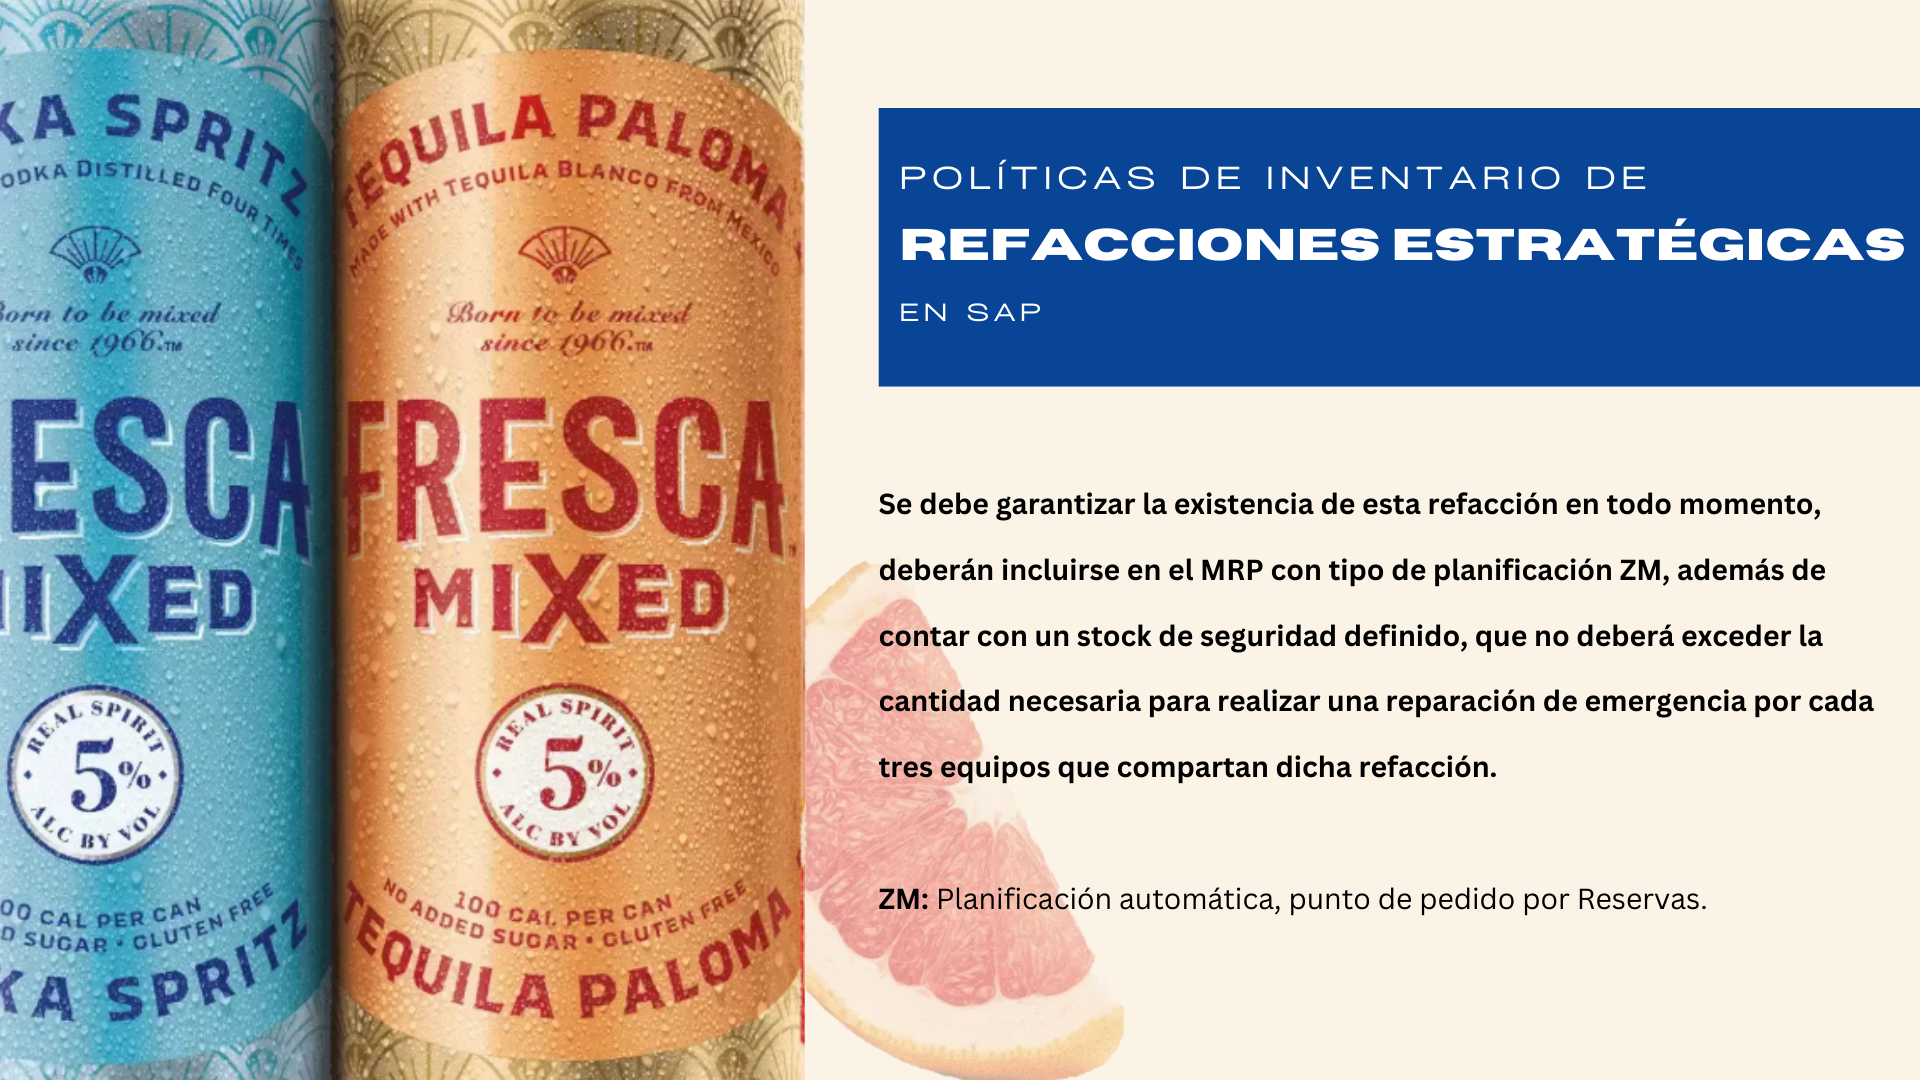 KA SPRITZ
ODKA DISTILLED FOUR TIMES
Born to be mixed
since 1966.™
ESCA
MIXED
REAL SPIRIT
5%
ALC BY VOL
00 CAL PER CAN
D SUGAR • GLUTEN FREE
KA SPRITZ
TEQUILA PALOMA
MADE WITH TEQUILA BLANCO FROM MEXICO
Born to be mixed
since 1966.™
FRESCA
MIXED
REAL SPIRIT
5%
ALC BY VOL
100 CAL PER CAN
NO ADDED SUGAR • GLUTEN FREE
TEQUILA PALOMA
POLÍTICAS DE INVENTARIO DE
REFACCIONES ESTRATÉGICAS
EN SAP
Se debe garantizar la existencia de esta refacción en todo momento,
deberán incluirse en el MRP con tipo de planificación ZM, además de
contar con un stock de seguridad definido, que no deberá exceder la
cantidad necesaria para realizar una reparación de emergencia por cada
tres equipos que compartan dicha refacción.
ZM: Planificación automática, punto de pedido por Reservas.